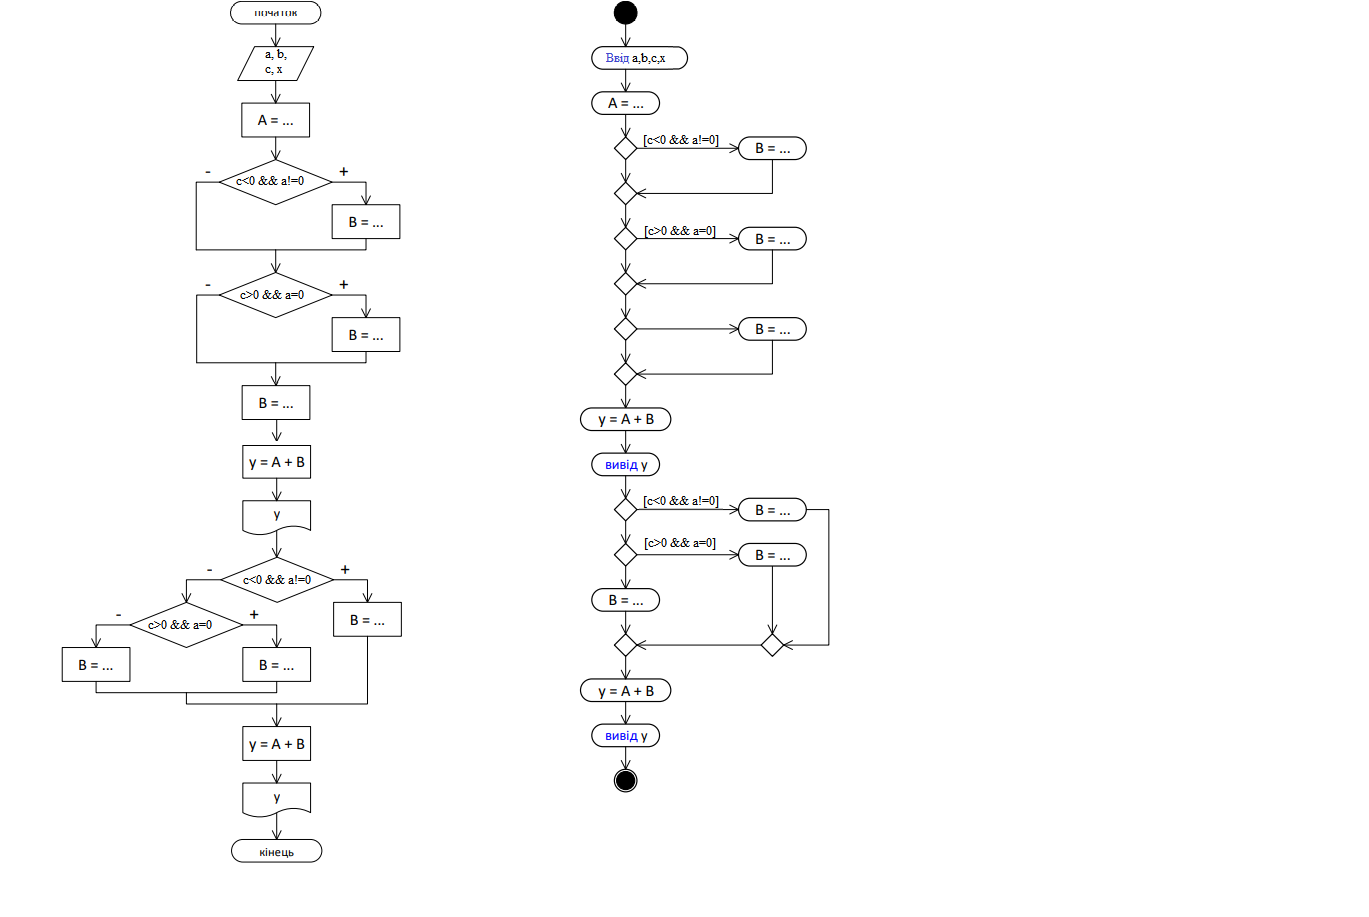 початок
a, b,
c, x
A = ...
c<0 && a!=0
-
+
B = ...
c>0 && a=0
-
+
B = ...
B = ...
y = A + B
y
c<0 && a!=0
-
+
B = ...
c>0 && a=0
-
+
B = ...
B = ...
y = A + B
y
кінець
Ввід a,b,c,x
A = ...
[c<0 && a!=0]
B = ...
[c>0 && a=0]
B = ...
B = ...
y = A + B
вивід y
[c<0 && a!=0]
B = ...
[c>0 && a=0]
B = ...
B = ...
y = A + B
вивід y